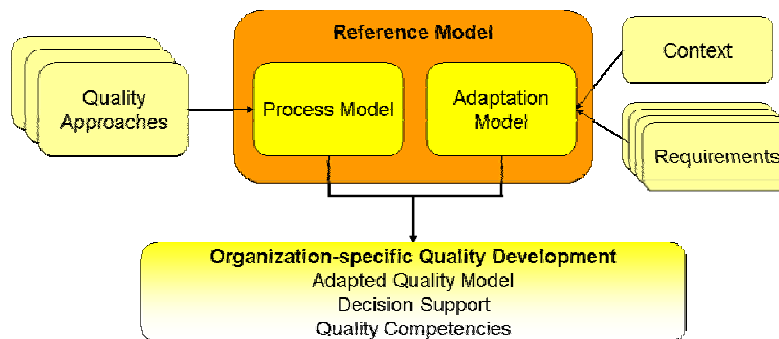 Reference Model
Quality
Approaches
Process Model
Adaptation
Model
Context
Requirements
Organization-specific Quality Development
Adapted Quality Model
Decision Support
Quality Competencies